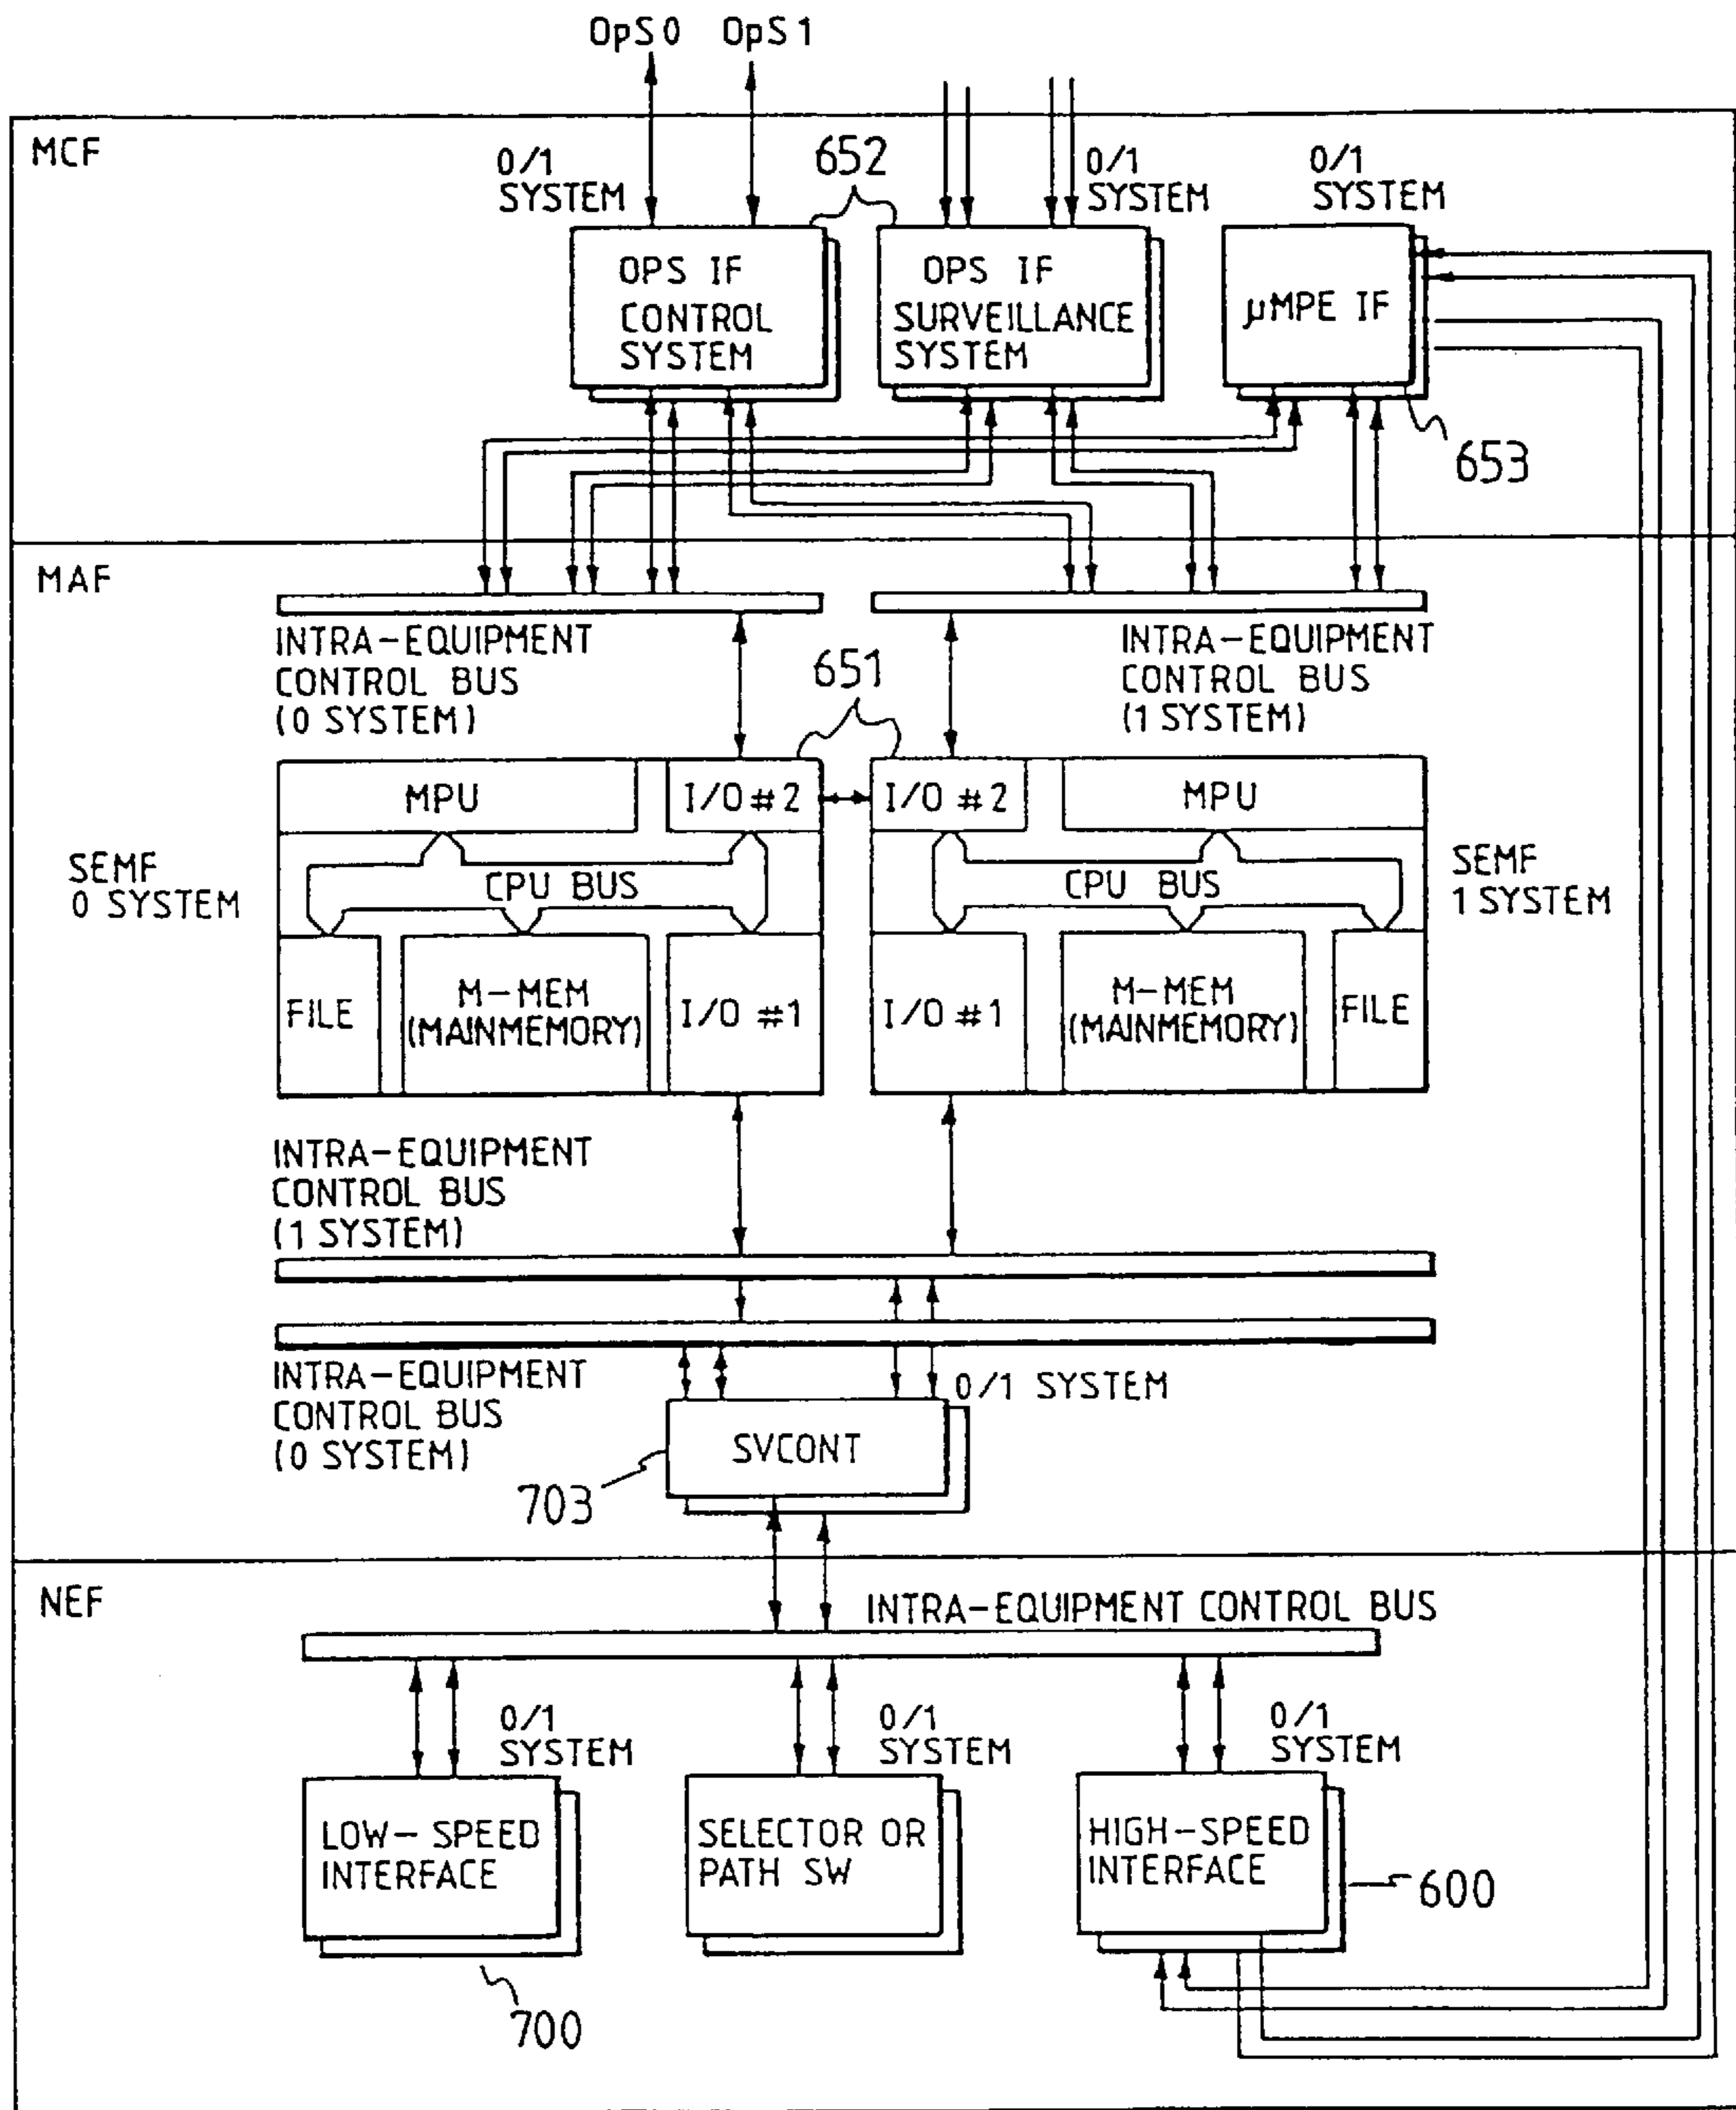 OpS0 OpS1
MCF
0/1
SYSTEM
652
0/1
SYSTEM
0/1
SYSTEM
OPS IF
CONTROL
SYSTEM
OPS IF
SURVEILLANCE
SYSTEM
µMPE IF
653
MAF
INTRA-EQUIPMENT
CONTROL BUS
(0 SYSTEM)
651
INTRA-EQUIPMENT
CONTROL BUS
(1 SYSTEM)
MPU
I/O #2
I/O #2
MPU
SEMF
0 SYSTEM
CPU BUS
CPU BUS
SEMF
1 SYSTEM
FILE
M-MEM
(MAINMEMORY)
I/O #1
I/O #1
M-MEM
(MAINMEMORY)
FILE
INTRA-EQUIPMENT
CONTROL BUS
(1 SYSTEM)
INTRA-EQUIPMENT
CONTROL BUS
(0 SYSTEM)
0/1 SYSTEM
SVCONT
703
NEF
INTRA-EQUIPMENT CONTROL BUS
0/1
SYSTEM
0/1
SYSTEM
0/1
SYSTEM
LOW-SPEED
INTERFACE
SELECTOR OR
PATH SW
HIGH-SPEED
INTERFACE
600
700